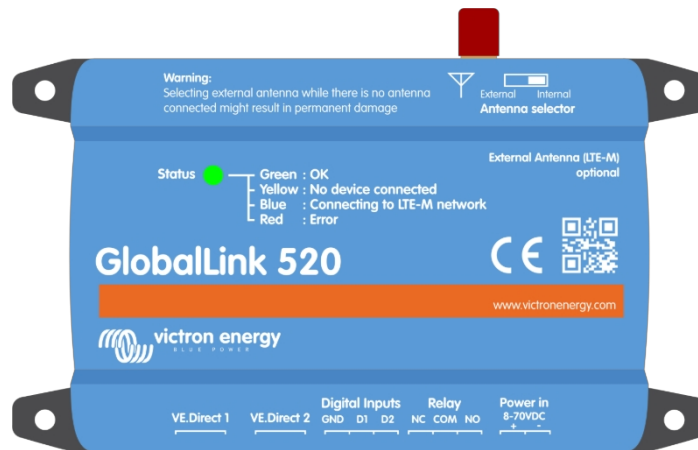 Warning:
Selecting external antenna while there is no antenna
connected might result in permanent damage
External Internal
Antenna selector
External Antenna (LTE-M)
optional
Status
Green : OK
Yellow : No device connected
Blue : Connecting to LTE-M network
Red : Error
GlobalLink 520
CE
www.victronenergy.com
victron energy
BLUE POWER
VE.Direct 1
VE.Direct 2
Digital Inputs
GND D1 D2
Relay
NC COM NO
Power in
8-70VDC
+ -